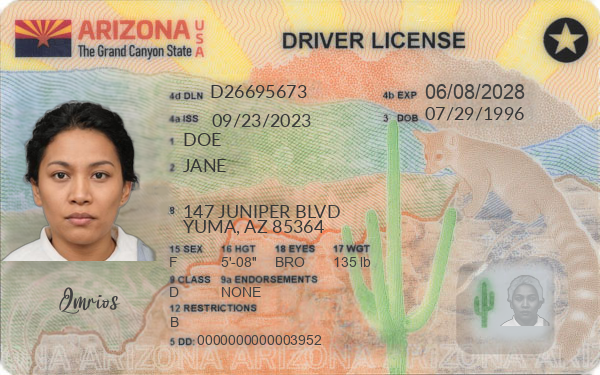 ARIZONA USA
The Grand Canyon State
DRIVER LICENSE
4d DLN D26695673
4b EXP 06/08/2028
4a ISS 09/23/2023
3 DOB 07/29/1996
1 DOE
2 JANE
8 147 JUNIPER BLVD
YUMA, AZ 85364
15 SEX 16 HGT 18 EYES 17 WGT
F 5'-08" BRO 135 lb
9 CLASS 9a ENDORSEMENTS
D NONE
12 RESTRICTIONS
B
5 DD: 0000000000003952
Qmrios
ARIZONA ARIZONA ARIZONA ARIZONA